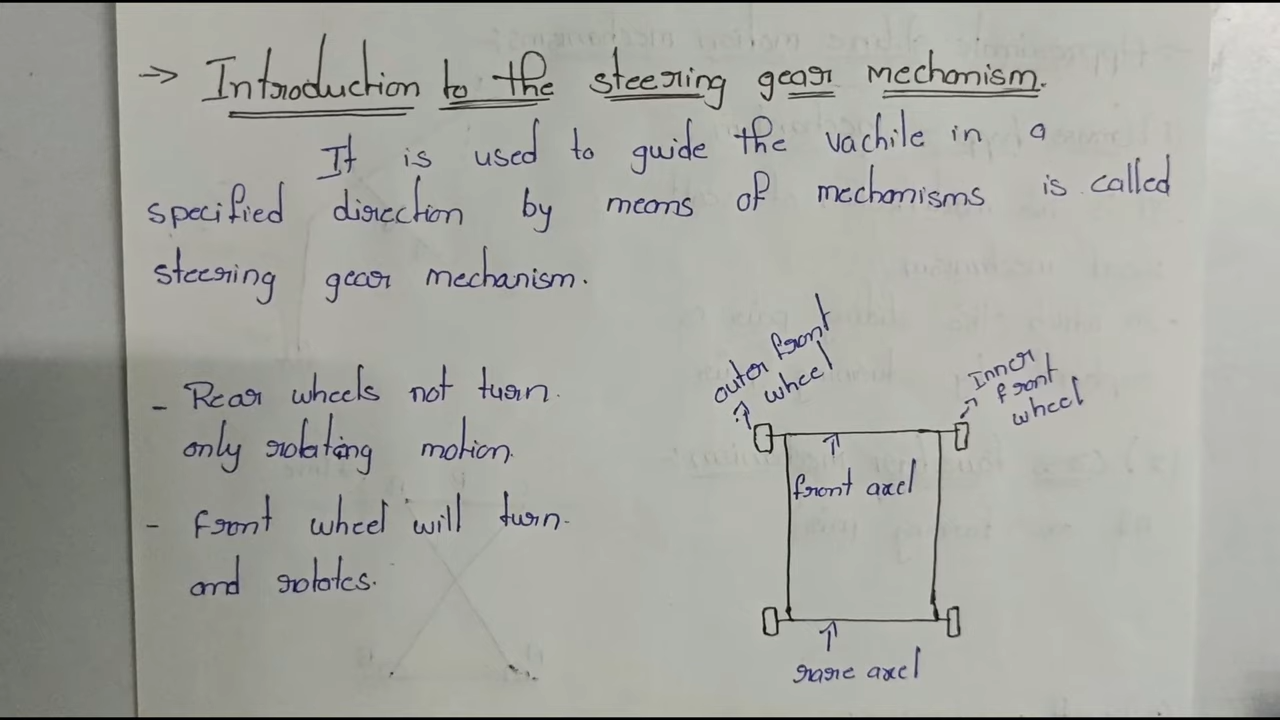 → Introduction to the steering gear mechanism.
It is used to guide the vachile in a
specified direction by means of mechanisms is called
steering gear mechanism.
- Rear wheels not turn.
only rotating motion.
- front wheel will turn.
and rotates.
outer front
wheel
Inner
front
wheel
front axel
rare axel